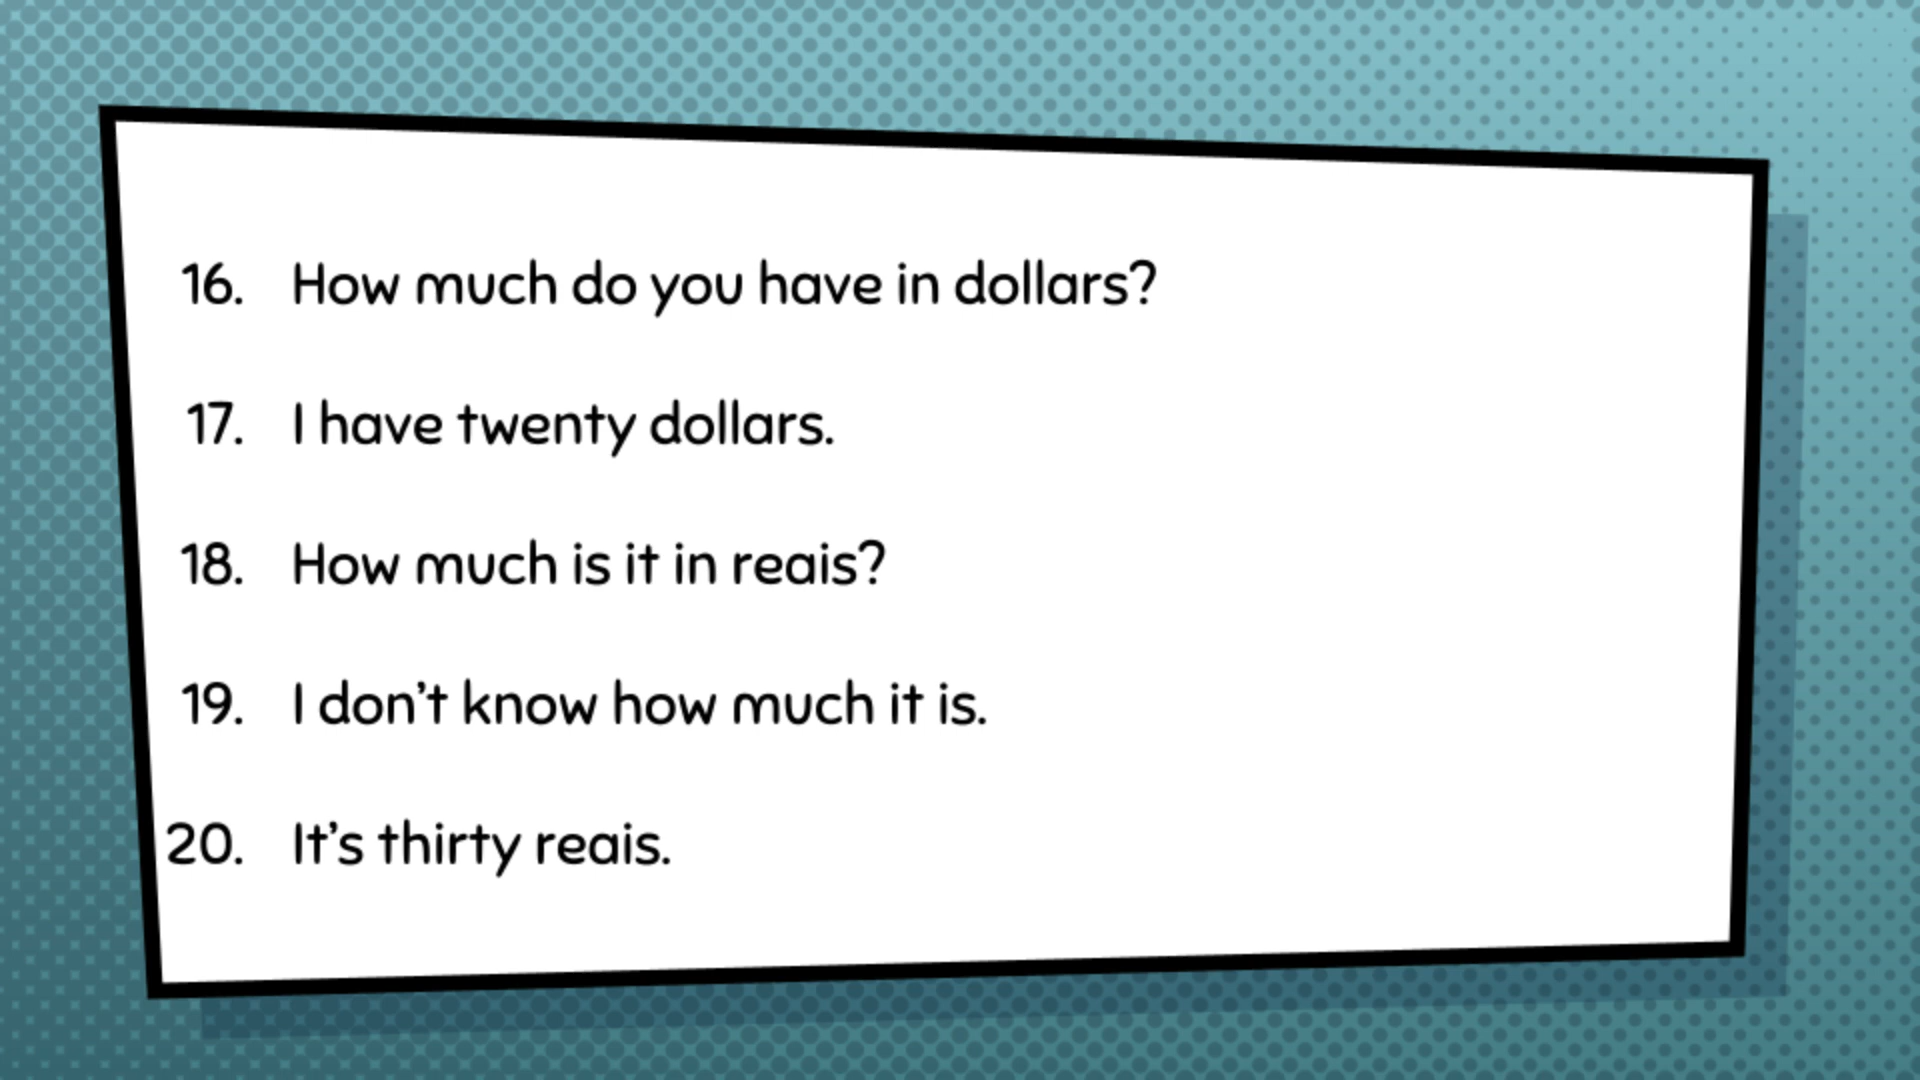 16. How much do you have in dollars?
17. I have twenty dollars.
18. How much is it in reais?
19. I don’t know how much it is.
20. It’s thirty reais.